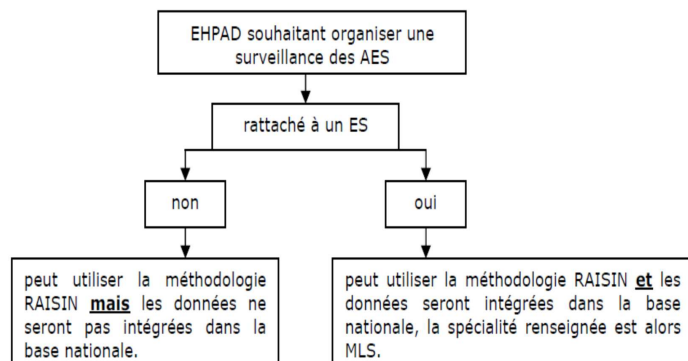 EHPAD souhaitant organiser une
surveillance des AES
rattaché à un ES
non
oui
peut utiliser la méthodologie
RAISIN mais les données ne
seront pas intégrées dans la
base nationale.
peut utiliser la méthodologie RAISIN et les
données seront intégrées dans la base
nationale, la spécialité renseignée est alors
MLS.